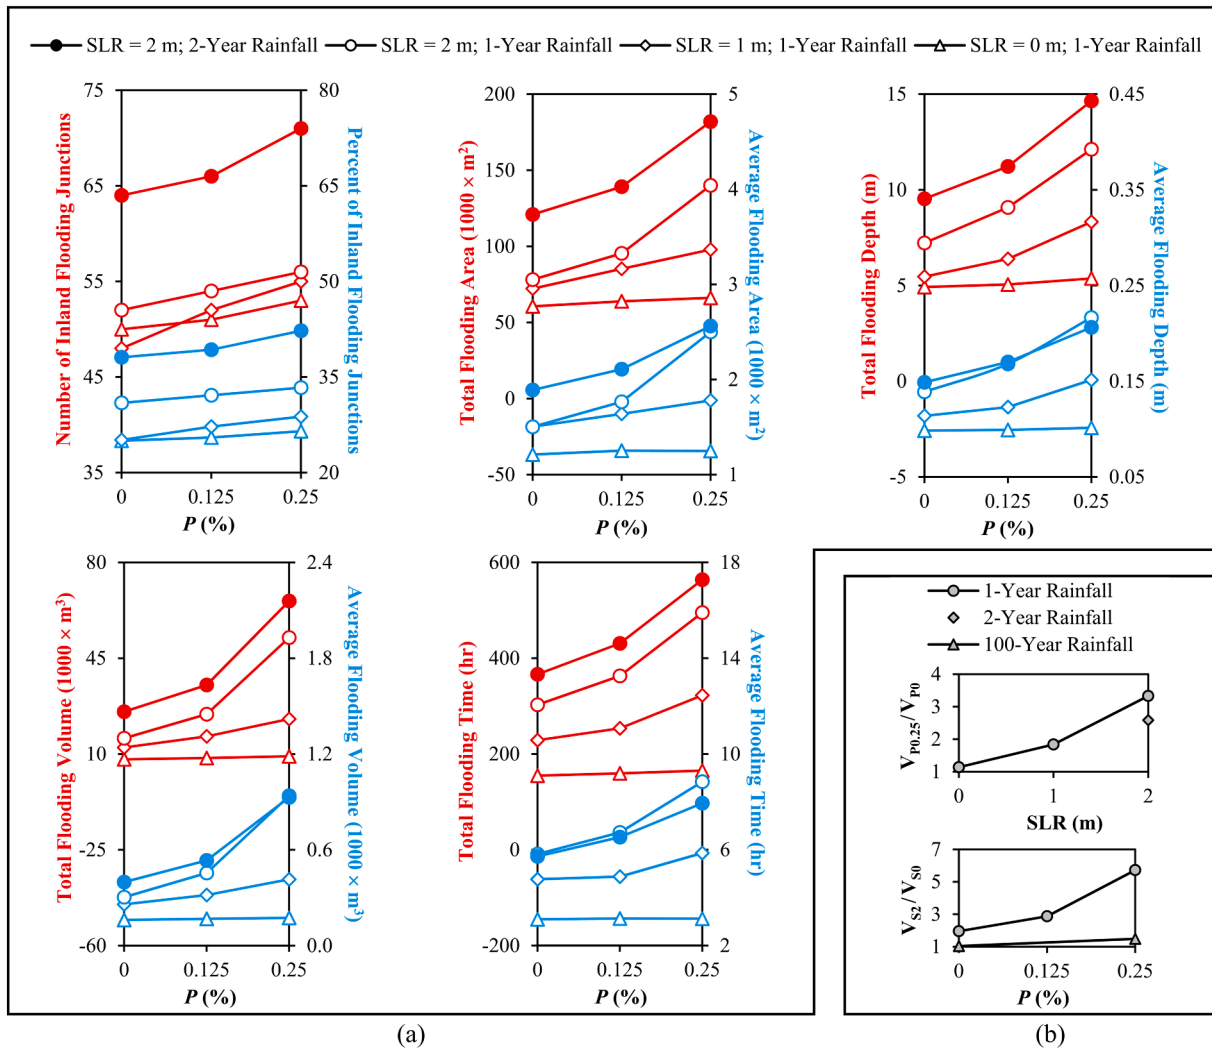 SLR = 2 m; 2-Year Rainfall SLR = 2 m; 1-Year Rainfall SLR = 1 m; 1-Year Rainfall SLR = 0 m; 1-Year Rainfall
Number of Inland Flooding Junctions
75
65
55
45
35
80
65
50
35
20
Percent of Inland Flooding Junctions
0 0.125 0.25
P (%)
Total Flooding Area (1000 × m²)
200
150
100
50
0
-50
5
4
3
2
1
Average Flooding Area (1000 × m²)
0 0.125 0.25
P (%)
Total Flooding Depth (m)
15
10
5
0
-5
0.45
0.35
0.25
0.15
0.05
Average Flooding Depth (m)
0 0.125 0.25
P (%)
Total Flooding Volume (1000 × m³)
80
45
10
-25
-60
2.4
1.8
1.2
0.6
0.0
Average Flooding Volume (1000 × m³)
0 0.125 0.25
P (%)
Total Flooding Time (hr)
600
400
200
0
-200
18
14
10
6
2
Average Flooding Time (hr)
0 0.125 0.25
P (%)
1-Year Rainfall
2-Year Rainfall
100-Year Rainfall
V_P0.25 / V_P0
4
3
2
1
0 1 2
SLR (m)
V_S2 / V_S0
7
5
3
1
0 0.125 0.25
P (%)
(a)
(b)